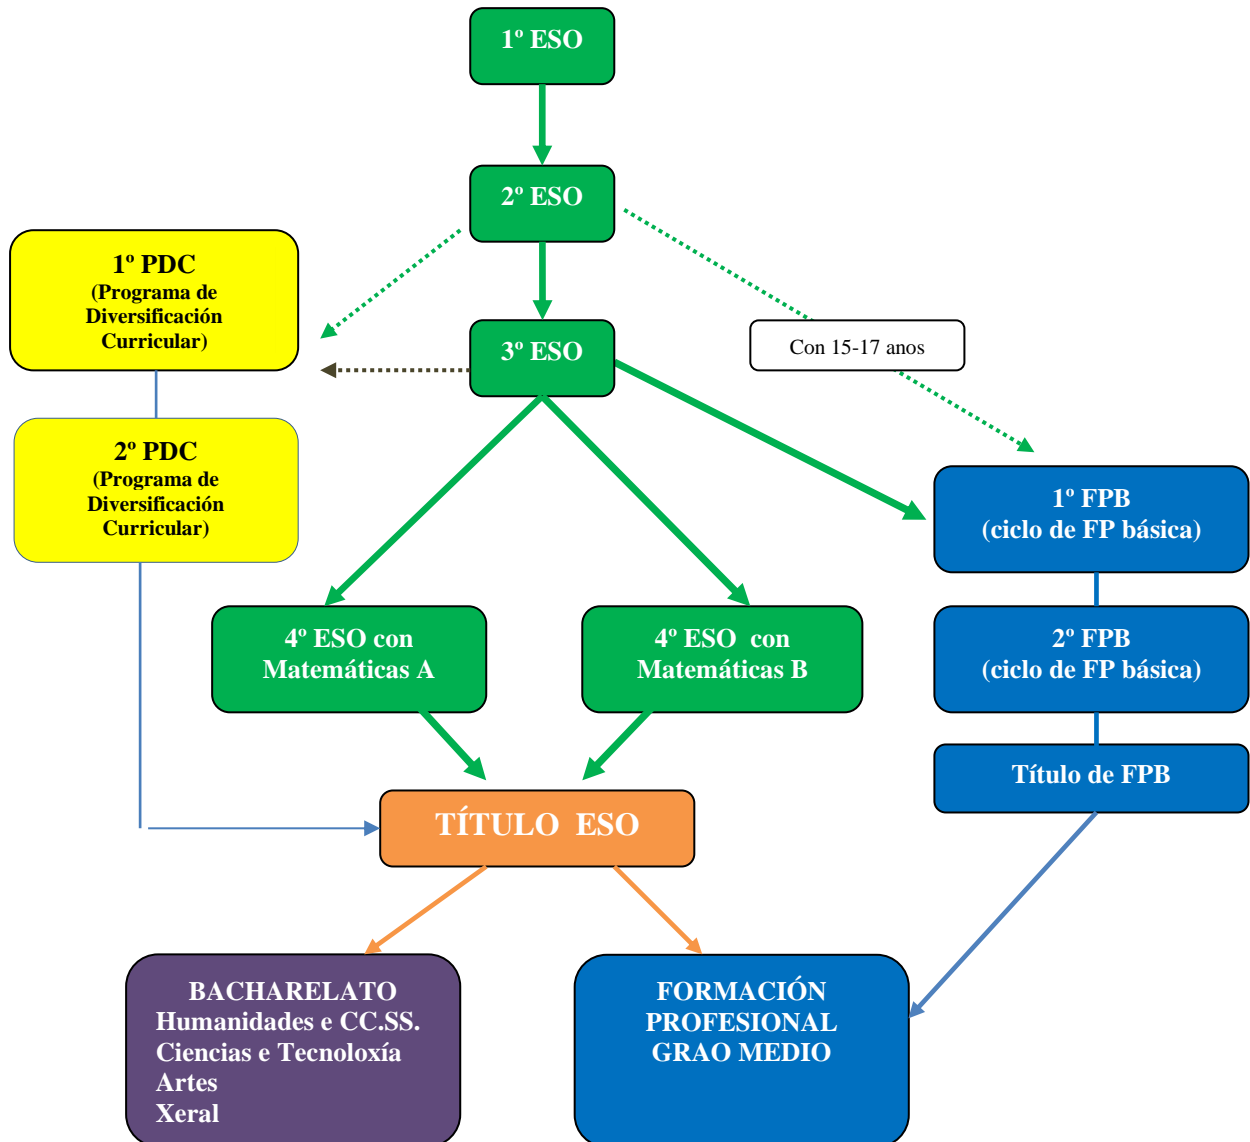 1º ESO
2º ESO
1º PDC
(Programa de
Diversificación
Curricular)
3º ESO
Con 15-17 anos
2º PDC
(Programa de
Diversificación
Curricular)
1º FPB
(ciclo de FP básica)
4º ESO con
Matemáticas A
4º ESO con
Matemáticas B
2º FPB
(ciclo de FP básica)
Título de FPB
TÍTULO ESO
BACHARELATO
Humanidades e CC.SS.
Ciencias e Tecnoloxía
Artes
Xeral
FORMACIÓN
PROFESIONAL
GRAO MEDIO